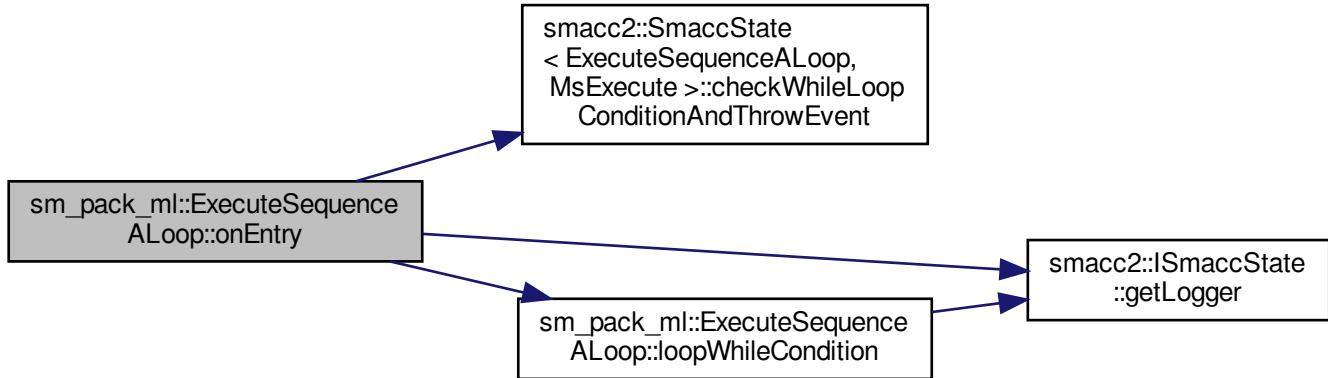 smacc2::SmaccState
< ExecuteSequenceALoop,
MsExecute >::checkWhileLoop
ConditionAndThrowEvent
sm_pack_ml::ExecuteSequence
ALoop::onEntry
smacc2::ISmaccState
::getLogger
sm_pack_ml::ExecuteSequence
ALoop::loopWhileCondition